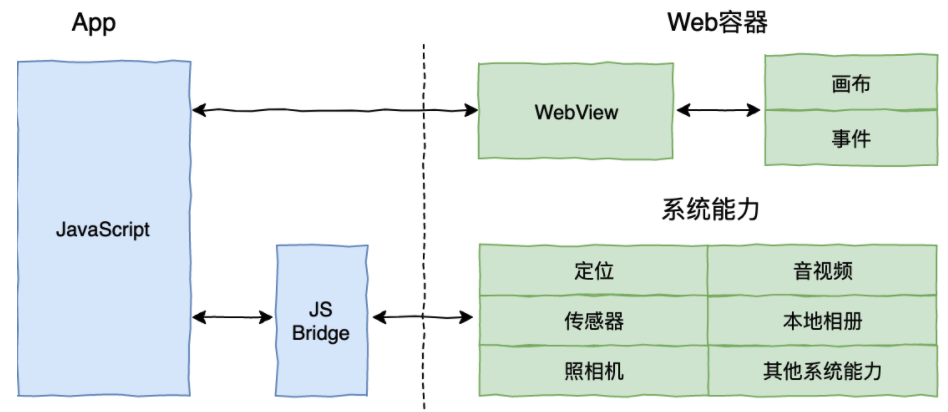 App
Web容器
JavaScript
WebView
画布
事件
系统能力
JS
Bridge
定位
音视频
传感器
本地相册
照相机
其他系统能力